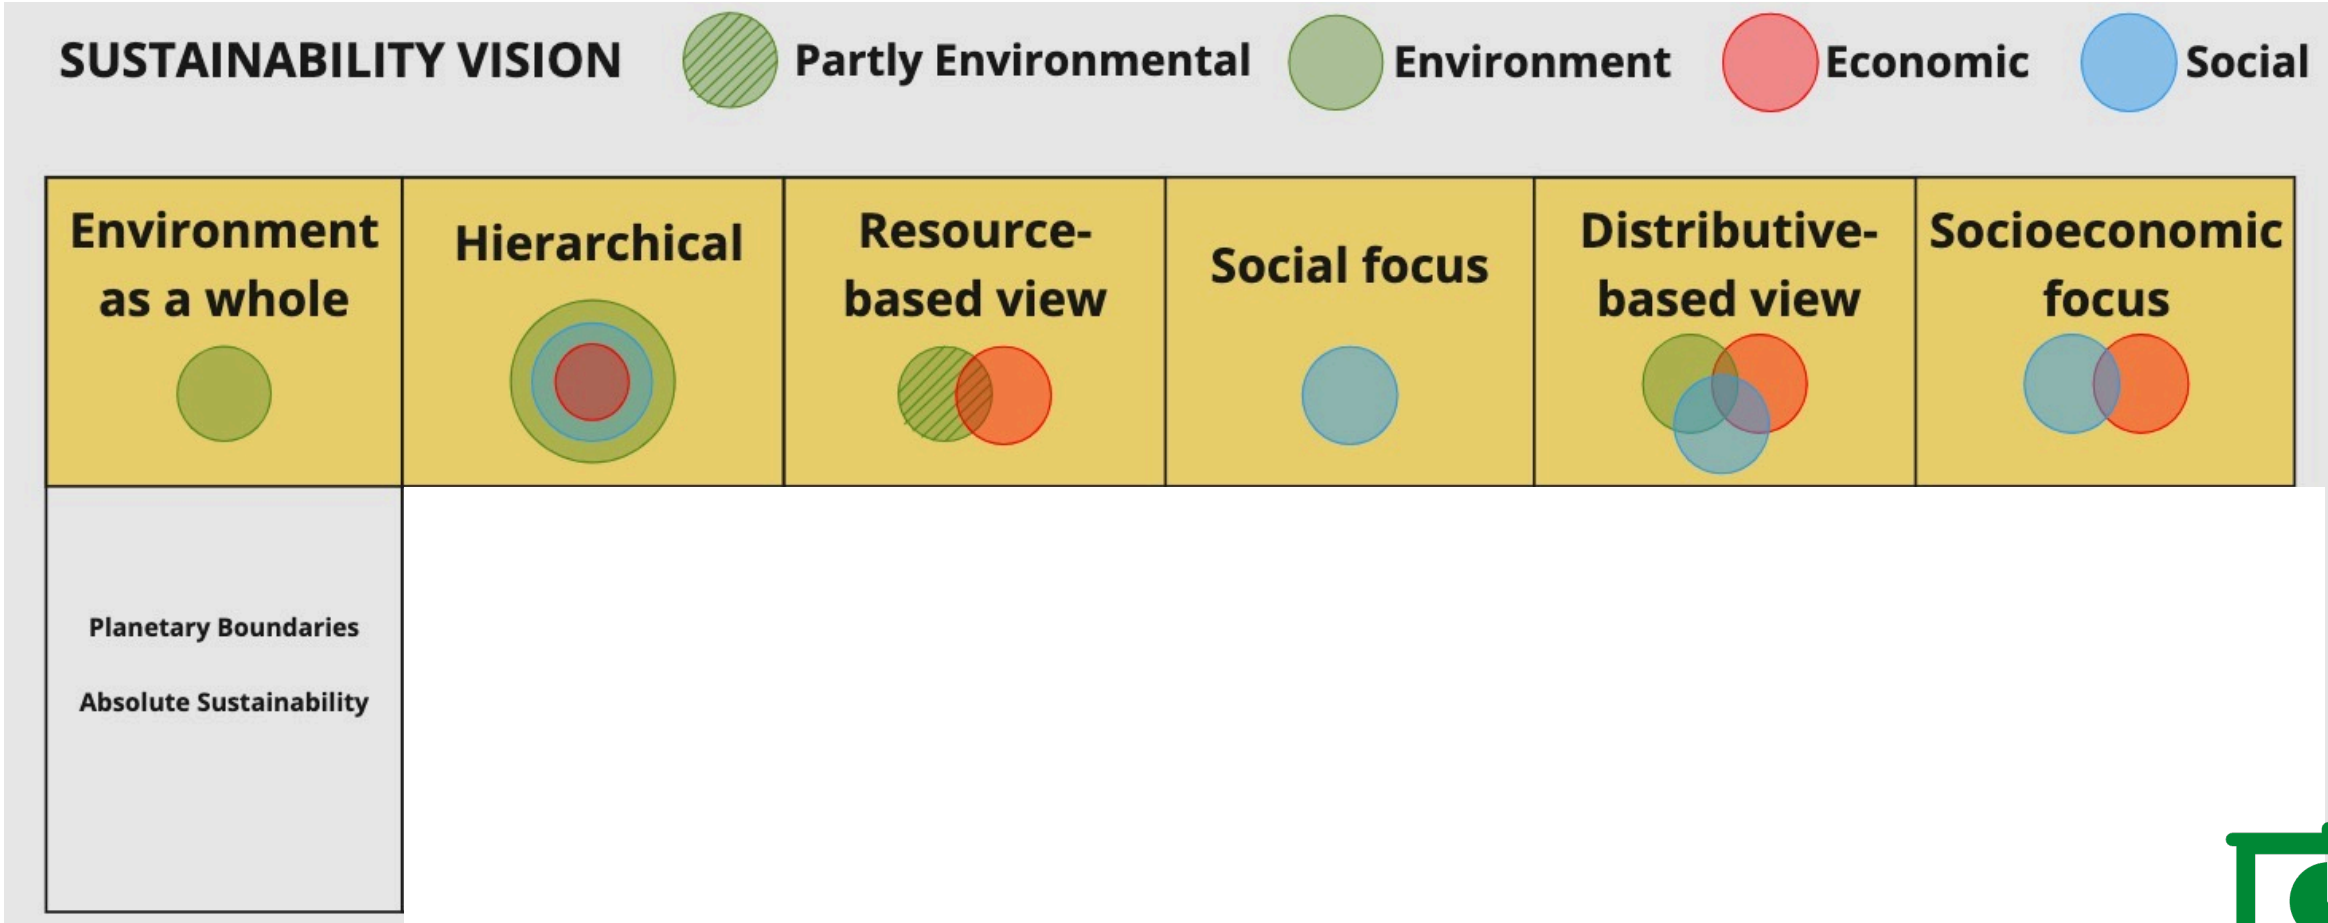 SUSTAINABILITY VISION
Partly Environmental
Environment
Economic
Social
Environment
as a whole
Hierarchical
Resource-
based view
Social focus
Distributive-
based view
Socioeconomic
focus
Planetary Boundaries
Absolute Sustainability